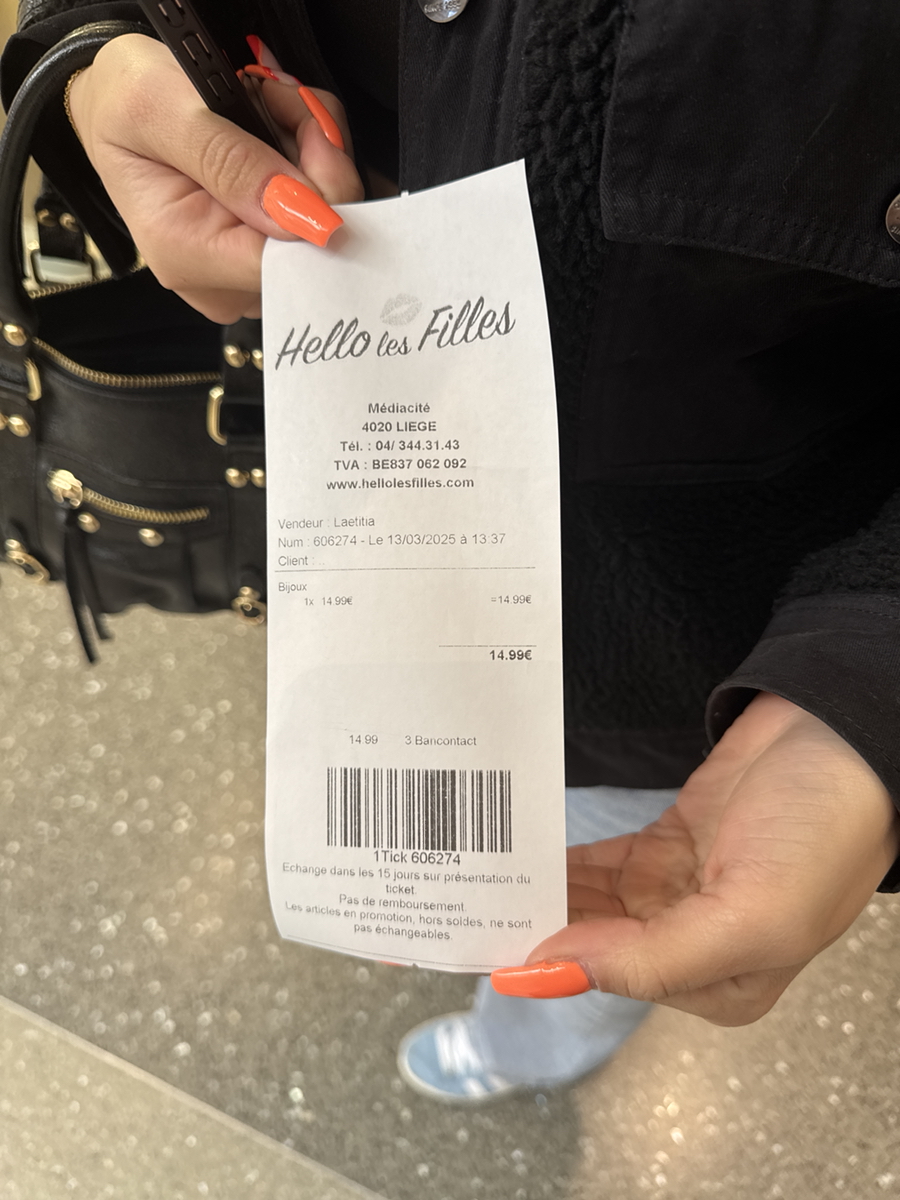 Hello les Filles
Médiacité
4020 LIEGE
Tél. : 04/ 344.31.43
TVA : BE837 062 092
www.hellolesfilles.com
Vendeur : Laetitia
Num : 606274 - Le 13/03/2025 à 13:37
Client : ..
Bijoux
1x 14.99€ =14.99€
14.99€
14.99 3 Bancontact
1Tick 606274
Echange dans les 15 jours sur présentation du
ticket.
Pas de remboursement.
Les articles en promotion, hors soldes, ne sont
pas échangeables.